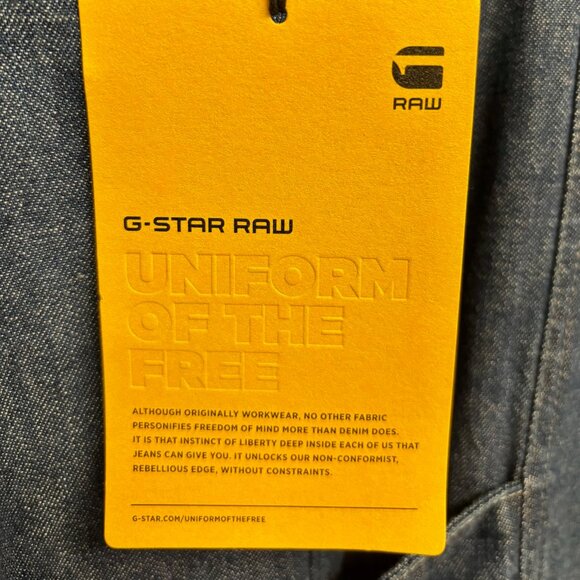 RAW
G-STAR RAW
UNIFORM
OF THE
FREE
ALTHOUGH ORIGINALLY WORKWEAR, NO OTHER FABRIC
PERSONIFIES FREEDOM OF MIND MORE THAN DENIM DOES.
IT IS THAT INSTINCT OF LIBERTY DEEP INSIDE EACH OF US THAT
JEANS CAN GIVE YOU. IT UNLOCKS OUR NON-CONFORMIST,
REBELLIOUS EDGE, WITHOUT CONSTRAINTS.
G-STAR.COM/UNIFORMOFTHEFREE